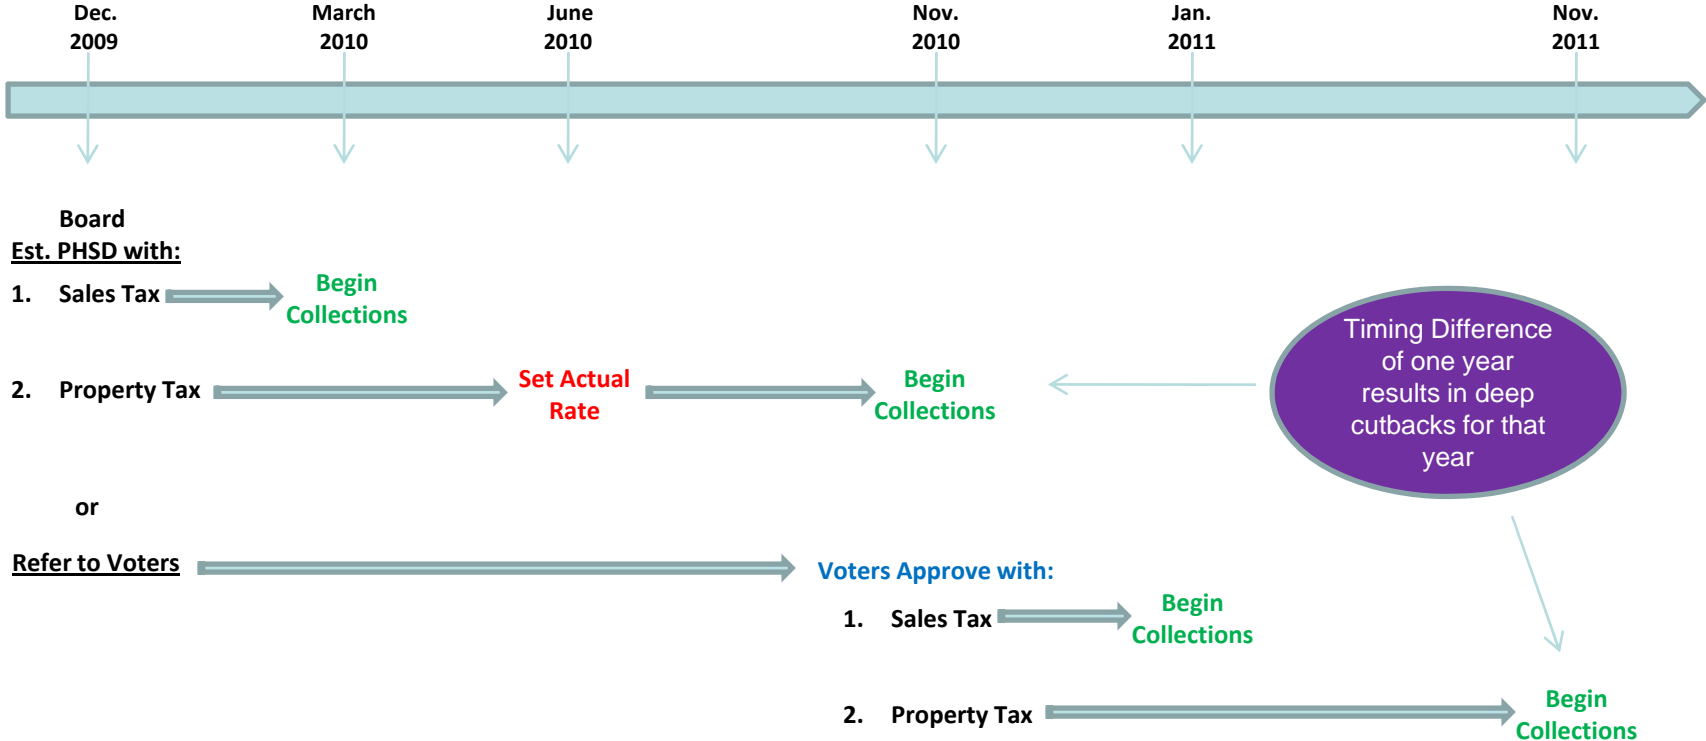 Dec. March June Nov. Jan. Nov.
2009 2010 2010 2010 2011 2011
Board
Est. PHSD with:
1. Sales Tax
Begin
Collections
2. Property Tax
Set Actual
Rate
Begin
Collections
Timing Difference
of one year
results in deep
cutbacks for that
year
or
Refer to Voters
Voters Approve with:
1. Sales Tax
Begin
Collections
2. Property Tax
Begin
Collections